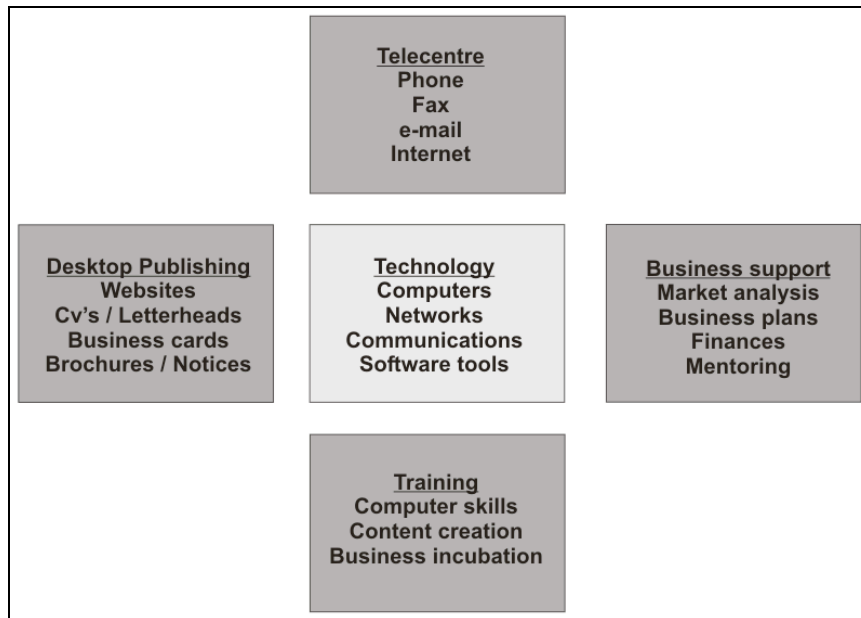 Telecentre
Phone
Fax
e-mail
Internet
Desktop Publishing
Websites
Cv's / Letterheads
Business cards
Brochures / Notices
Technology
Computers
Networks
Communications
Software tools
Business support
Market analysis
Business plans
Finances
Mentoring
Training
Computer skills
Content creation
Business incubation